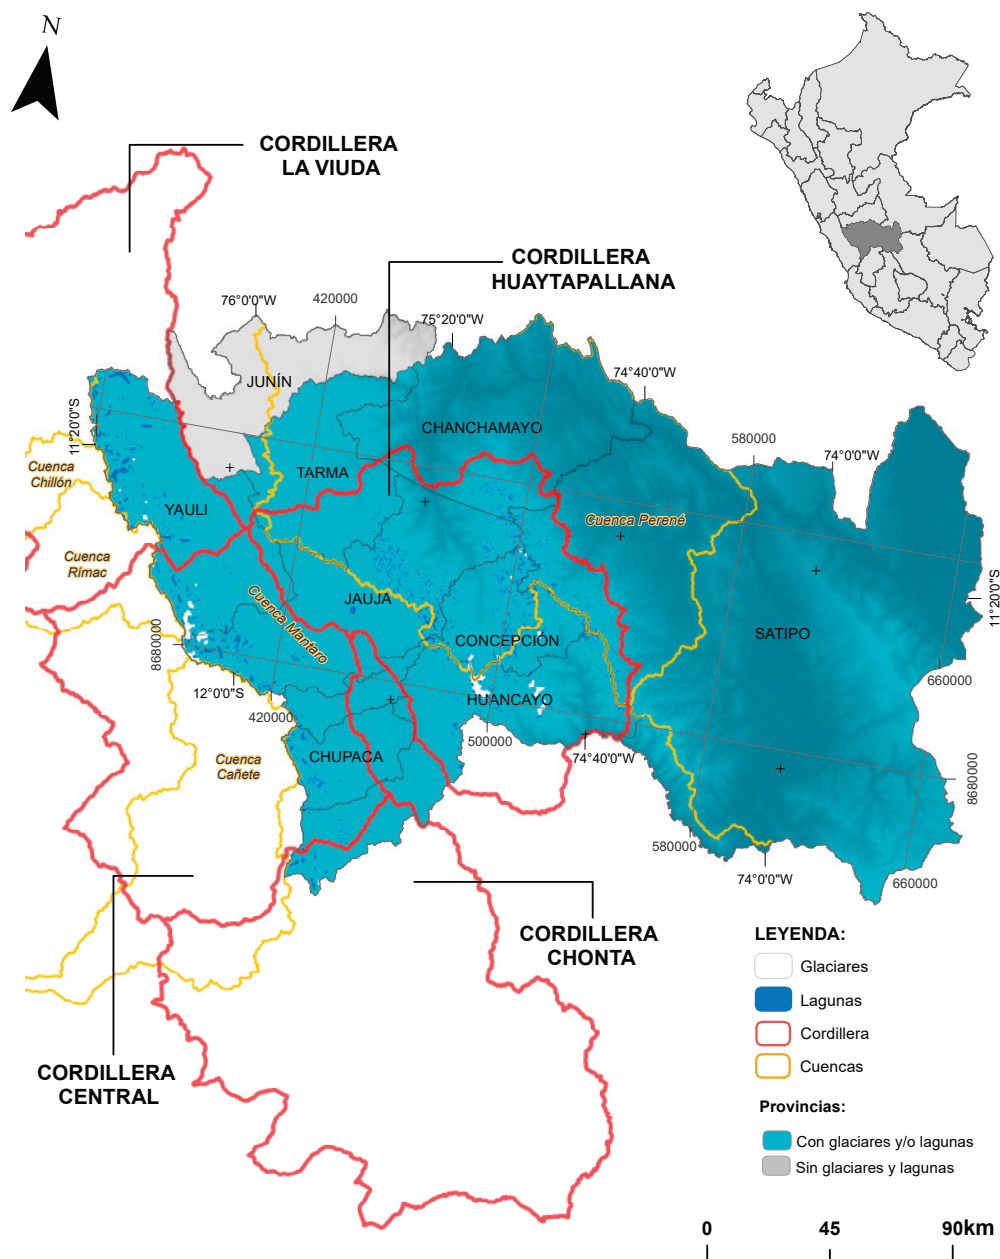 N
CORDILLERA
LA VIUDA
CORDILLERA
HUAYTAPALLANA
76°0'0"W
420000
75°20'0"W
74°40'0"W
JUNÍN
11°20'0"S
CHANCHAMAYO
580000
74°0'0"W
Cuenca
Chillón
TARMA
YAULI
Cuenca Perené
Cuenca
Rímac
JAUJA
Cuenca Mantaro
CONCEPCIÓN
SATIPO
11°20'0"S
8680000
12°0'0"S
420000
HUANCAYO
660000
500000
74°40'0"W
Cuenca
Cañete
CHUPACA
8680000
580000
74°0'0"W
660000
CORDILLERA
CHONTA
CORDILLERA
CENTRAL
LEYENDA:
Glaciares
Lagunas
Cordillera
Cuencas
Provincias:
Con glaciares y/o lagunas
Sin glaciares y lagunas
0 45 90km